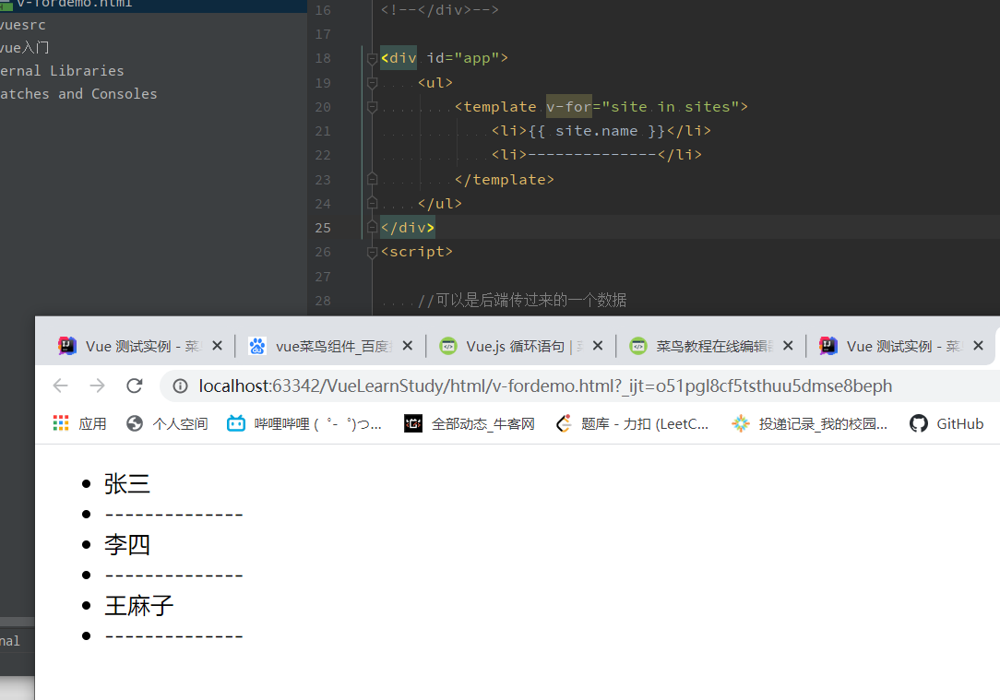 v-fordemo.html
vuesrc
vue入门
ernal Libraries
atches and Consoles
nal
16 <!--</div>-->
17
18 <div id="app">
19 <ul>
20 <template v-for="site in sites">
21 <li>{{ site.name }}</li>
22 <li>--------------</li>
23 </template>
24 </ul>
25 </div>
26 <script>
27
28 //可以是后端传过来的一个数据
Vue 测试实例 - 菜 vue菜鸟组件_百度 Vue.js 循环语句 | 菜鸟教程在线编辑 Vue 测试实例 - 菜
localhost:63342/VueLearnStudy/html/v-fordemo.html?_ijt=o51pgl8cf5tsthuu5dmse8beph
应用 个人空间 哔哩哔哩 ( ゜- ゜)つ... 全部动态_牛客网 题库 - 力扣 (LeetC... 投递记录_我的校园... GitHub
张三
--------------
李四
--------------
王麻子
--------------